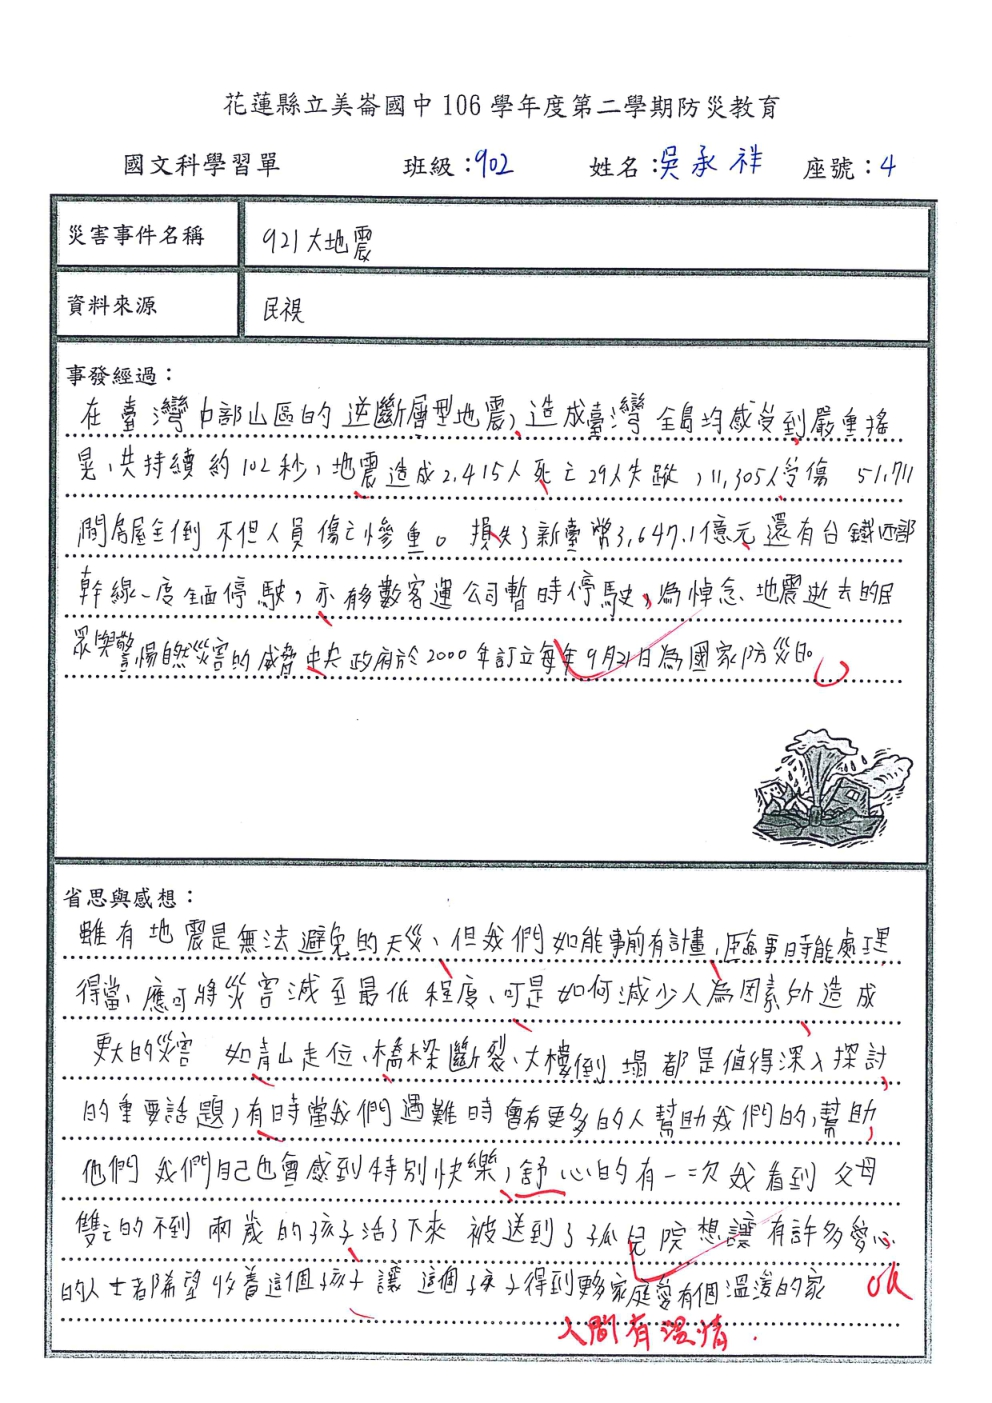 花蓮縣立美崙國中 106 學年度第二學期防災教育
國文科學習單 班級：902 姓名：吳承祥 座號：4
災害事件名稱 921大地震
資料來源 民視
事發經過：
在臺灣中部山區的逆斷層型地震，造成臺灣全島均感受到嚴重搖
晃，共持續約102秒，地震造成2,415人死亡29人失蹤，11,305人受傷 51,711
間房屋全倒 不但人員傷亡慘重。損失了新臺幣3,647.1億元 還有台鐵西部
幹線一度全面停駛，亦有數客運公司暫時停駛，為悼念地震逝去的民
眾與警惕自然災害的威脅 中央政府於2000年訂立每年9月21日為國家防災日。
省思與感想：
雖有地震是無法避免的天災、但我們如能事前有計畫，臨事時能處理
得當、應可將災害減至最低程度、可是如何減少人為因素所造成
更大的災害 如青山走位、橋樑斷裂、大樓倒塌都是值得深入探討
的重要話題，有時當我們遇難時會有更多的人幫助我們的，幫助
他們 我們自己也會感到特別快樂，舒心的有一次我看到父母
雙亡的不到兩歲的孩子活了下來 被送到了孤兒院 想讓有許多愛心
的人士都希望收養這個孩子 讓這個孩子得到夠家庭愛有個溫暖的家
ok
人間有溫情．